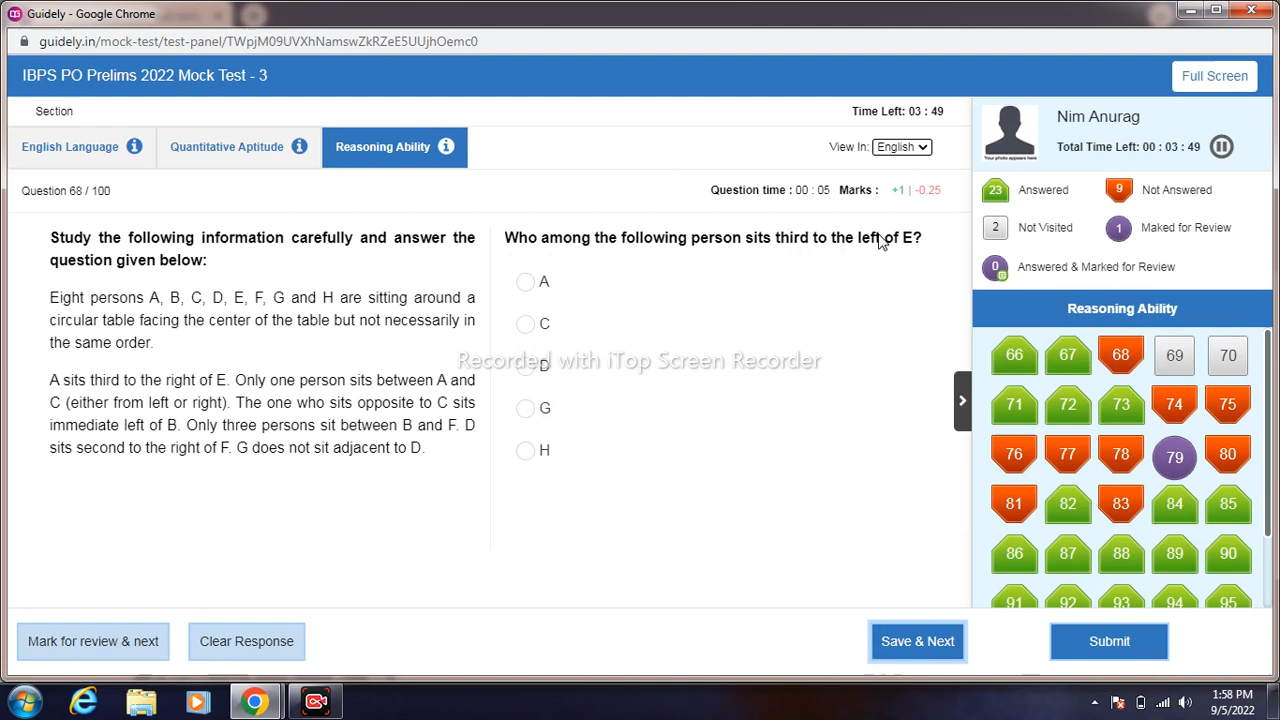 Guidely - Google Chrome
guidely.in/mock-test/test-panel/TWpjM09UVXhNamswZkRZeE5UUjhOemc0
IBPS PO Prelims 2022 Mock Test - 3
Full Screen
Section
Time Left: 03 : 49
English Language i
Quantitative Aptitude i
Reasoning Ability i
View In: English
Nim Anurag
Total Time Left: 00 : 03 : 49
Your photo appears here
Question 68 / 100
Question time : 00 : 05 Marks : +1 | -0.25
23 Answered
9 Not Answered
2 Not Visited
1 Maked for Review
0 Answered & Marked for Review
Study the following information carefully and answer the
question given below:
Eight persons A, B, C, D, E, F, G and H are sitting around a
circular table facing the center of the table but not necessarily in
the same order.
A sits third to the right of E. Only one person sits between A and
C (either from left or right). The one who sits opposite to C sits
immediate left of B. Only three persons sit between B and F. D
sits second to the right of F. G does not sit adjacent to D.
Who among the following person sits third to the left of E?
A
C
D
G
H
Recorded with iTop Screen Recorder
Reasoning Ability
66 67 68 69 70
71 72 73 74 75
76 77 78 79 80
81 82 83 84 85
86 87 88 89 90
91 92 93 94 95
Mark for review & next
Clear Response
Save & Next
Submit
1:58 PM
9/5/2022